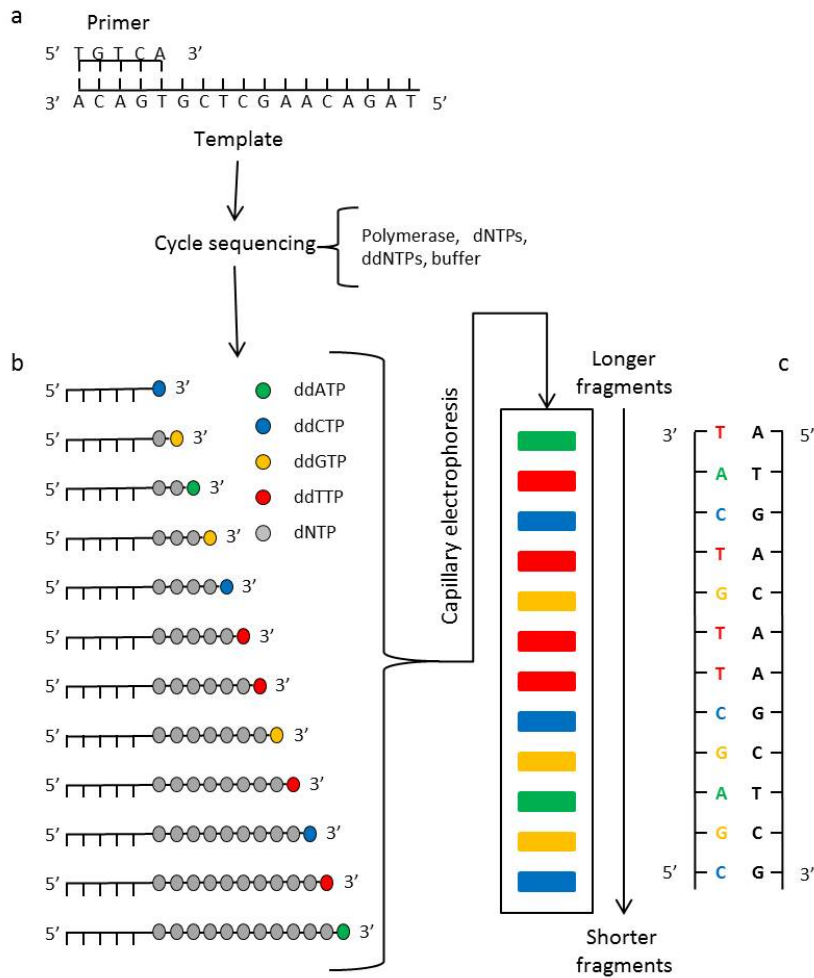 a
Primer
5’ T G T C A 3’
3’ A C A G T G C T C G A A C A G A T 5’
Template
Cycle sequencing
Polymerase, dNTPs,
ddNTPs, buffer
b
5’ 3’
5’ 3’
5’ 3’
5’ 3’
5’ 3’
5’ 3’
5’ 3’
5’ 3’
5’ 3’
5’ 3’
5’ 3’
5’ 3’
ddATP
ddCTP
ddGTP
ddTTP
dNTP
Capillary electrophoresis
Longer
fragments
Shorter
fragments
c
3’ T A 5’
A T
C G
T A
G C
T A
T A
C G
G C
A T
G C
5’ C G 3’